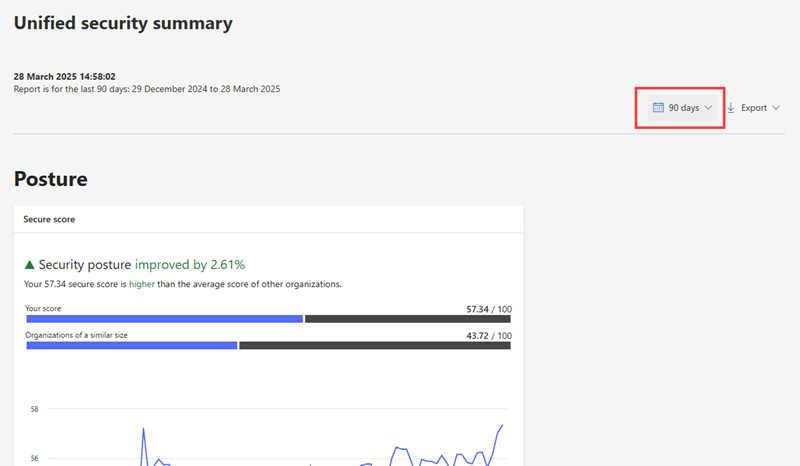 Unified security summary
28 March 2025 14:58:02
Report is for the last 90 days: 29 December 2024 to 28 March 2025
90 days
Export
Posture
Secure score
Security posture improved by 2.61%
Your 57.34 secure score is higher than the average score of other organizations.
Your score 57.34 / 100
Organizations of a similar size 43.72 / 100
58
56